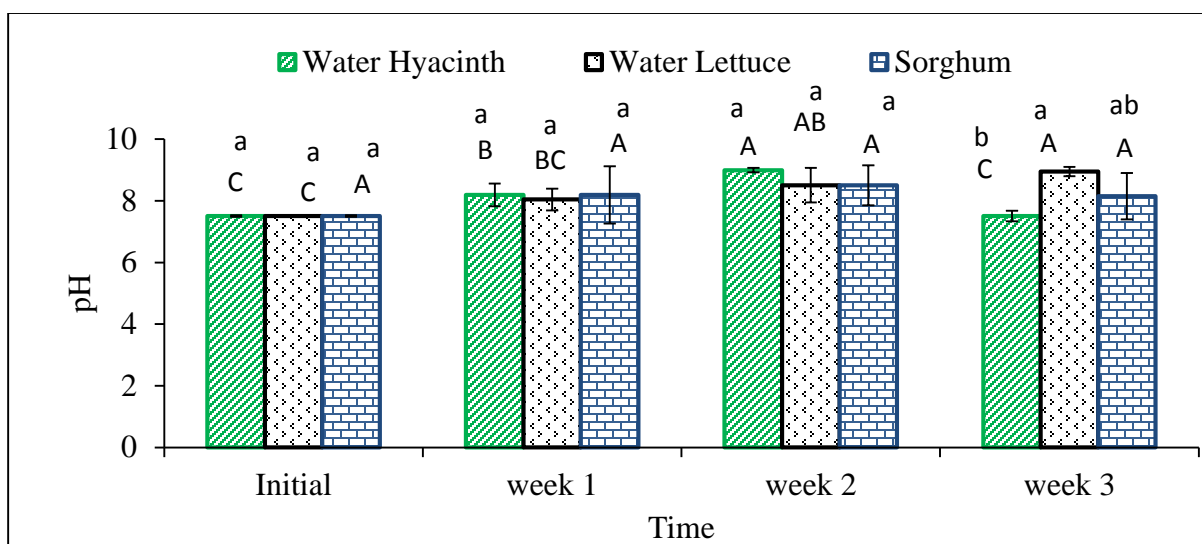 Water Hyacinth Water Lettuce Sorghum
a a a
C C A
a a a
B BC A
a a a
A AB A
b a ab
C A A
10
8
6
4
2
0
pH
Initial week 1 week 2 week 3
Time